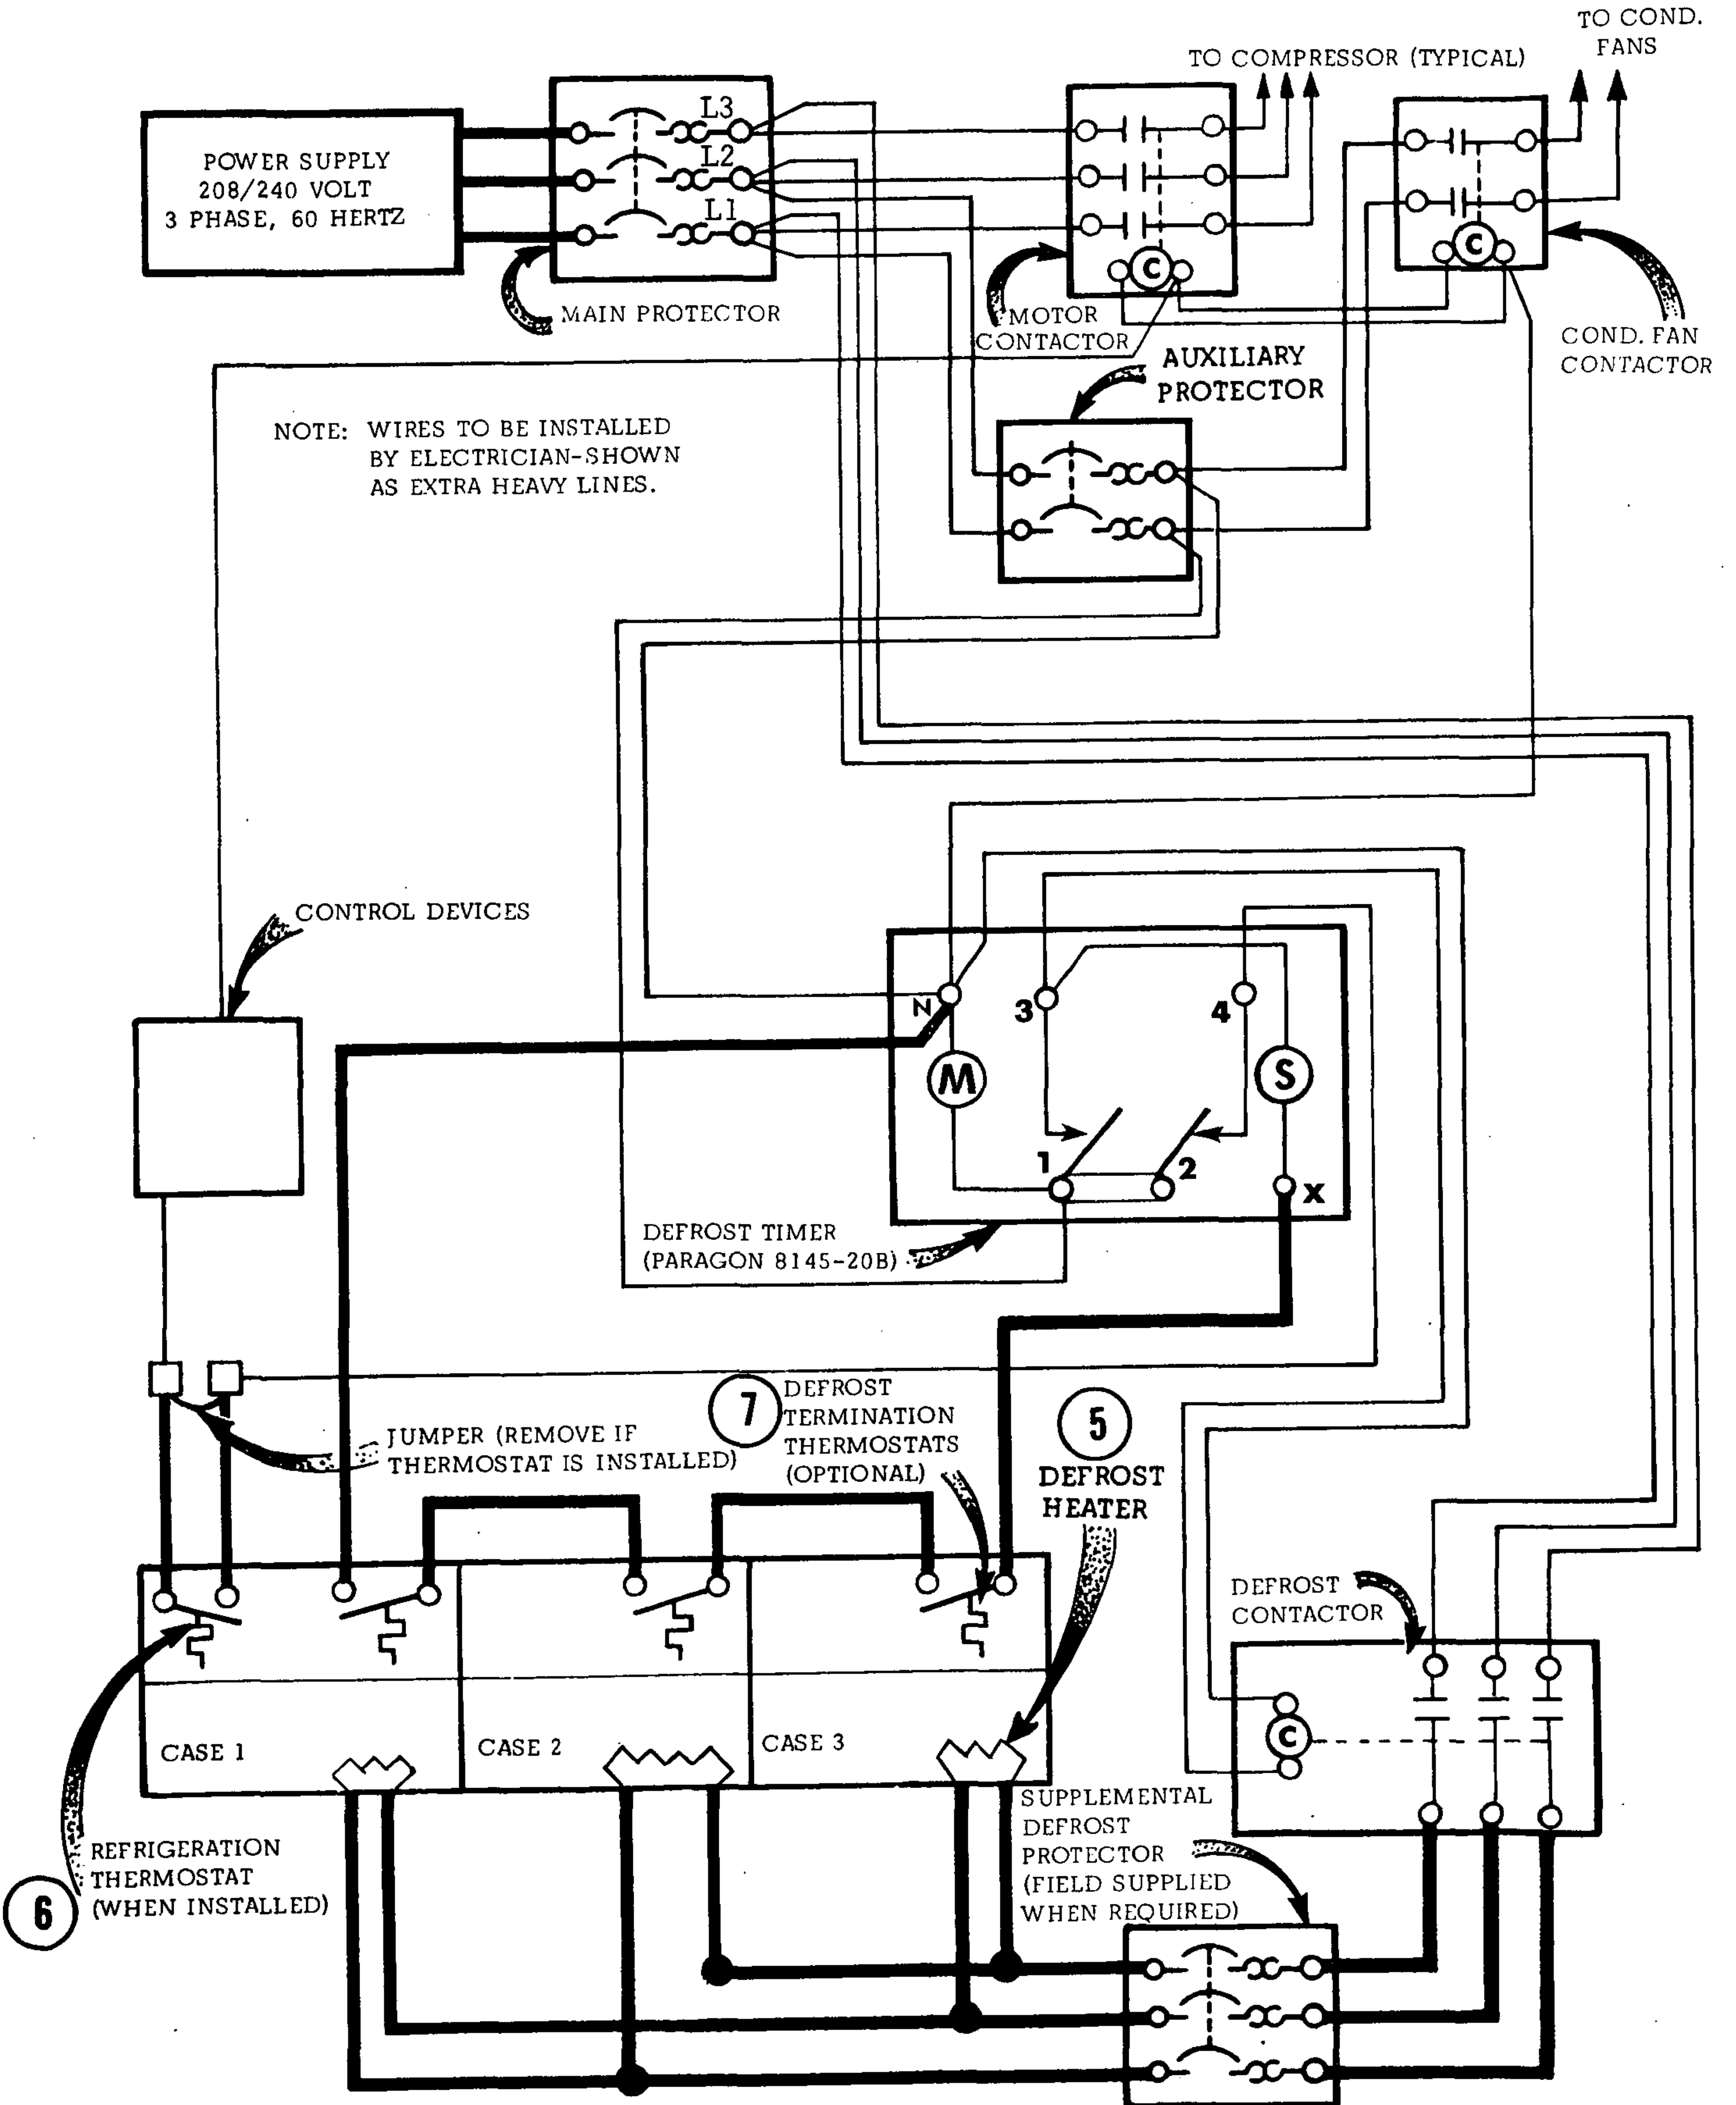 TO COND.
FANS
TO COMPRESSOR (TYPICAL)
POWER SUPPLY
208/240 VOLT
3 PHASE, 60 HERTZ
L3
L2
L1
C
C
MAIN PROTECTOR
MOTOR
CONTACTOR
COND. FAN
CONTACTOR
AUXILIARY
PROTECTOR
NOTE: WIRES TO BE INSTALLED
BY ELECTRICIAN-SHOWN
AS EXTRA HEAVY LINES.
CONTROL DEVICES
N
3
4
M
S
1
2
X
DEFROST TIMER
(PARAGON 8145-20B)
JUMPER (REMOVE IF
THERMOSTAT IS INSTALLED)
7
DEFROST
TERMINATION
THERMOSTATS
(OPTIONAL)
5
DEFROST
HEATER
DEFROST
CONTACTOR
C
CASE 1
CASE 2
CASE 3
6
REFRIGERATION
THERMOSTAT
(WHEN INSTALLED)
SUPPLEMENTAL
DEFROST
PROTECTOR
(FIELD SUPPLIED
WHEN REQUIRED)